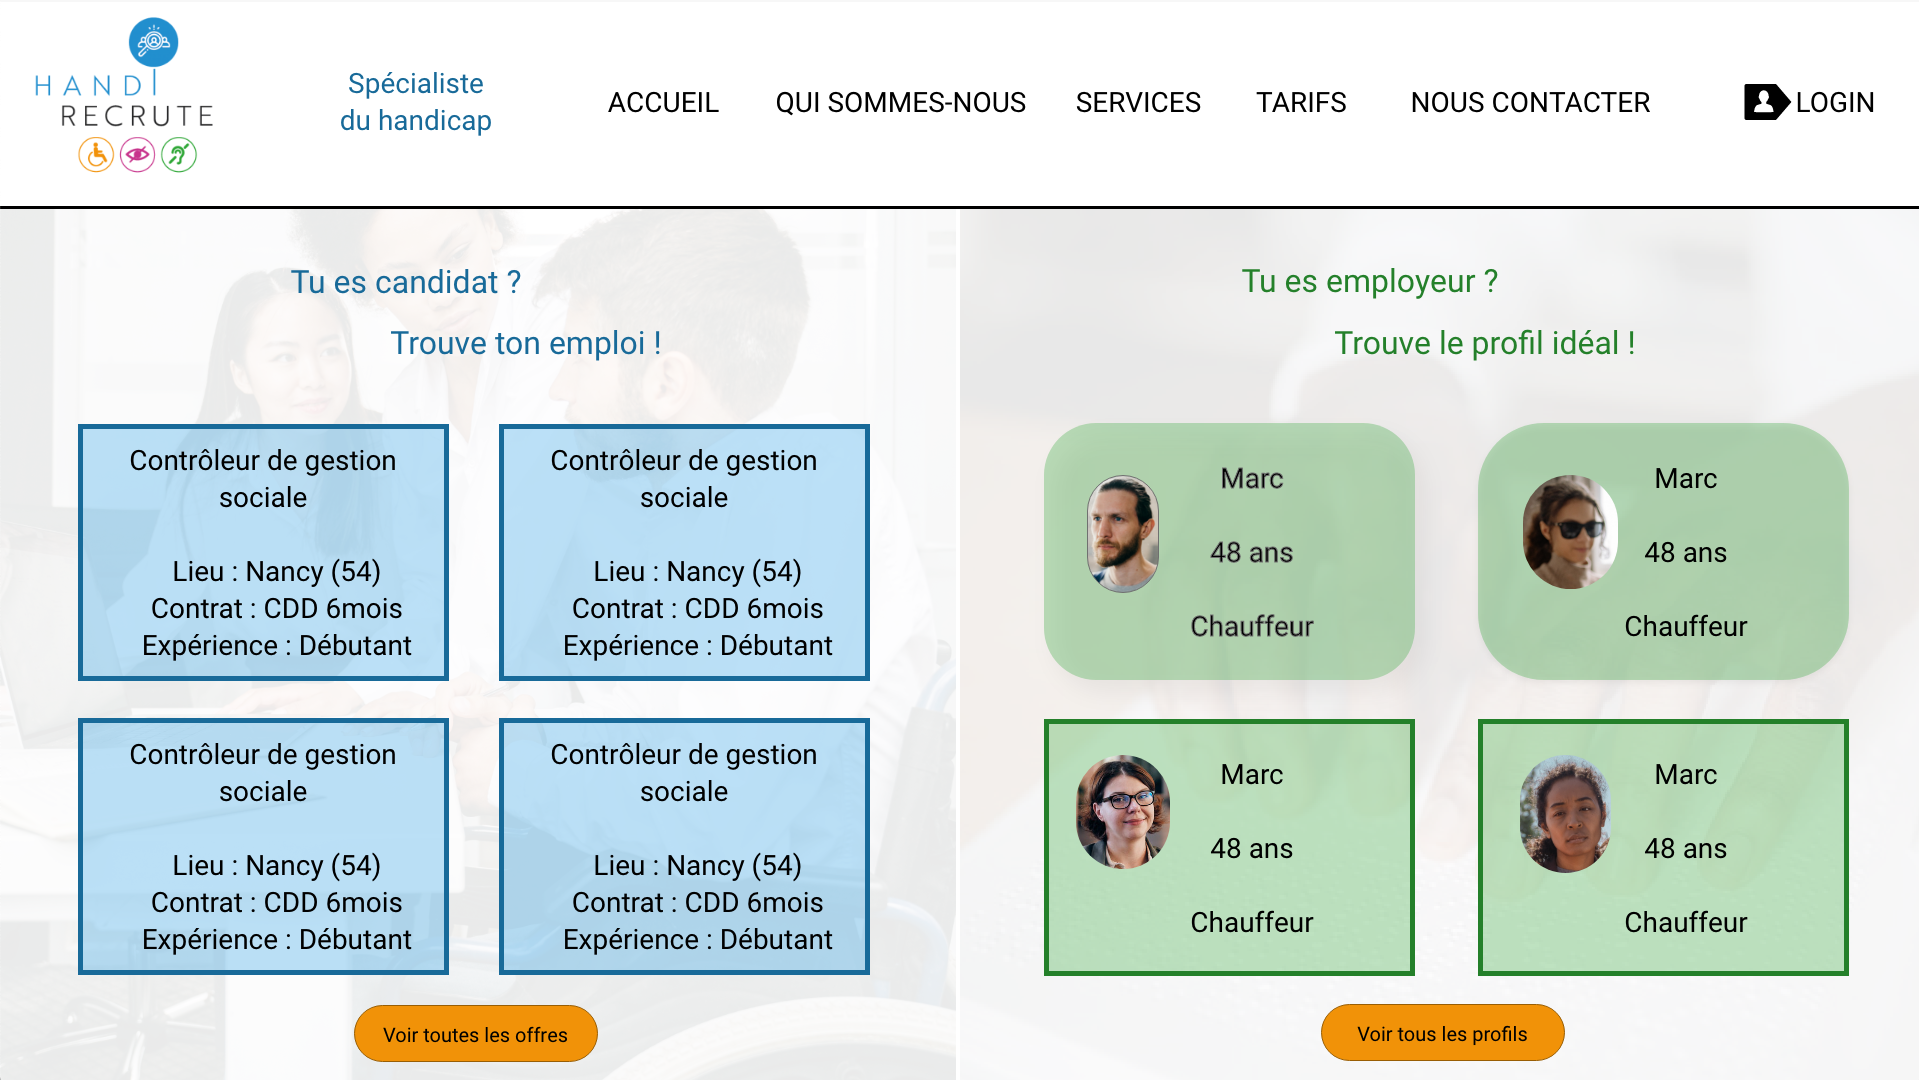 HANDI
RECRUTE
Spécialiste
du handicap
ACCUEIL
QUI SOMMES-NOUS
SERVICES
TARIFS
NOUS CONTACTER
LOGIN
Tu es candidat ?
Trouve ton emploi !
Contrôleur de gestion
sociale
Lieu : Nancy (54)
Contrat : CDD 6mois
Expérience : Débutant
Contrôleur de gestion
sociale
Lieu : Nancy (54)
Contrat : CDD 6mois
Expérience : Débutant
Contrôleur de gestion
sociale
Lieu : Nancy (54)
Contrat : CDD 6mois
Expérience : Débutant
Contrôleur de gestion
sociale
Lieu : Nancy (54)
Contrat : CDD 6mois
Expérience : Débutant
Voir toutes les offres
Tu es employeur ?
Trouve le profil idéal !
Marc
48 ans
Chauffeur
Marc
48 ans
Chauffeur
Marc
48 ans
Chauffeur
Marc
48 ans
Chauffeur
Voir tous les profils